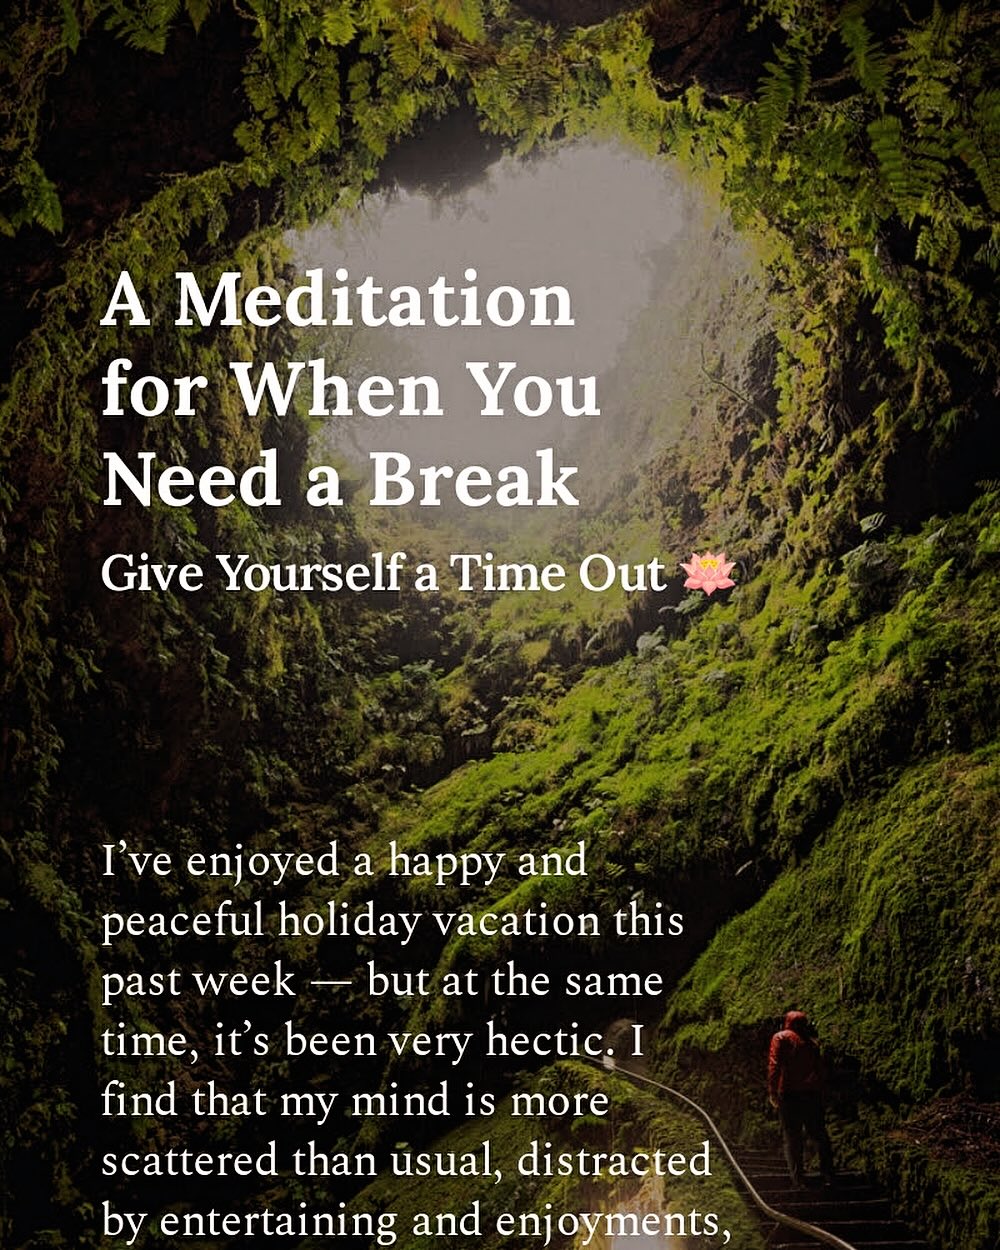 A Meditation
for When You
Need a Break
Give Yourself a Time Out 🪷
I’ve enjoyed a happy and
peaceful holiday vacation this
past week — but at the same
time, it’s been very hectic. I
find that my mind is more
scattered than usual, distracted
by entertaining and enjoyments,